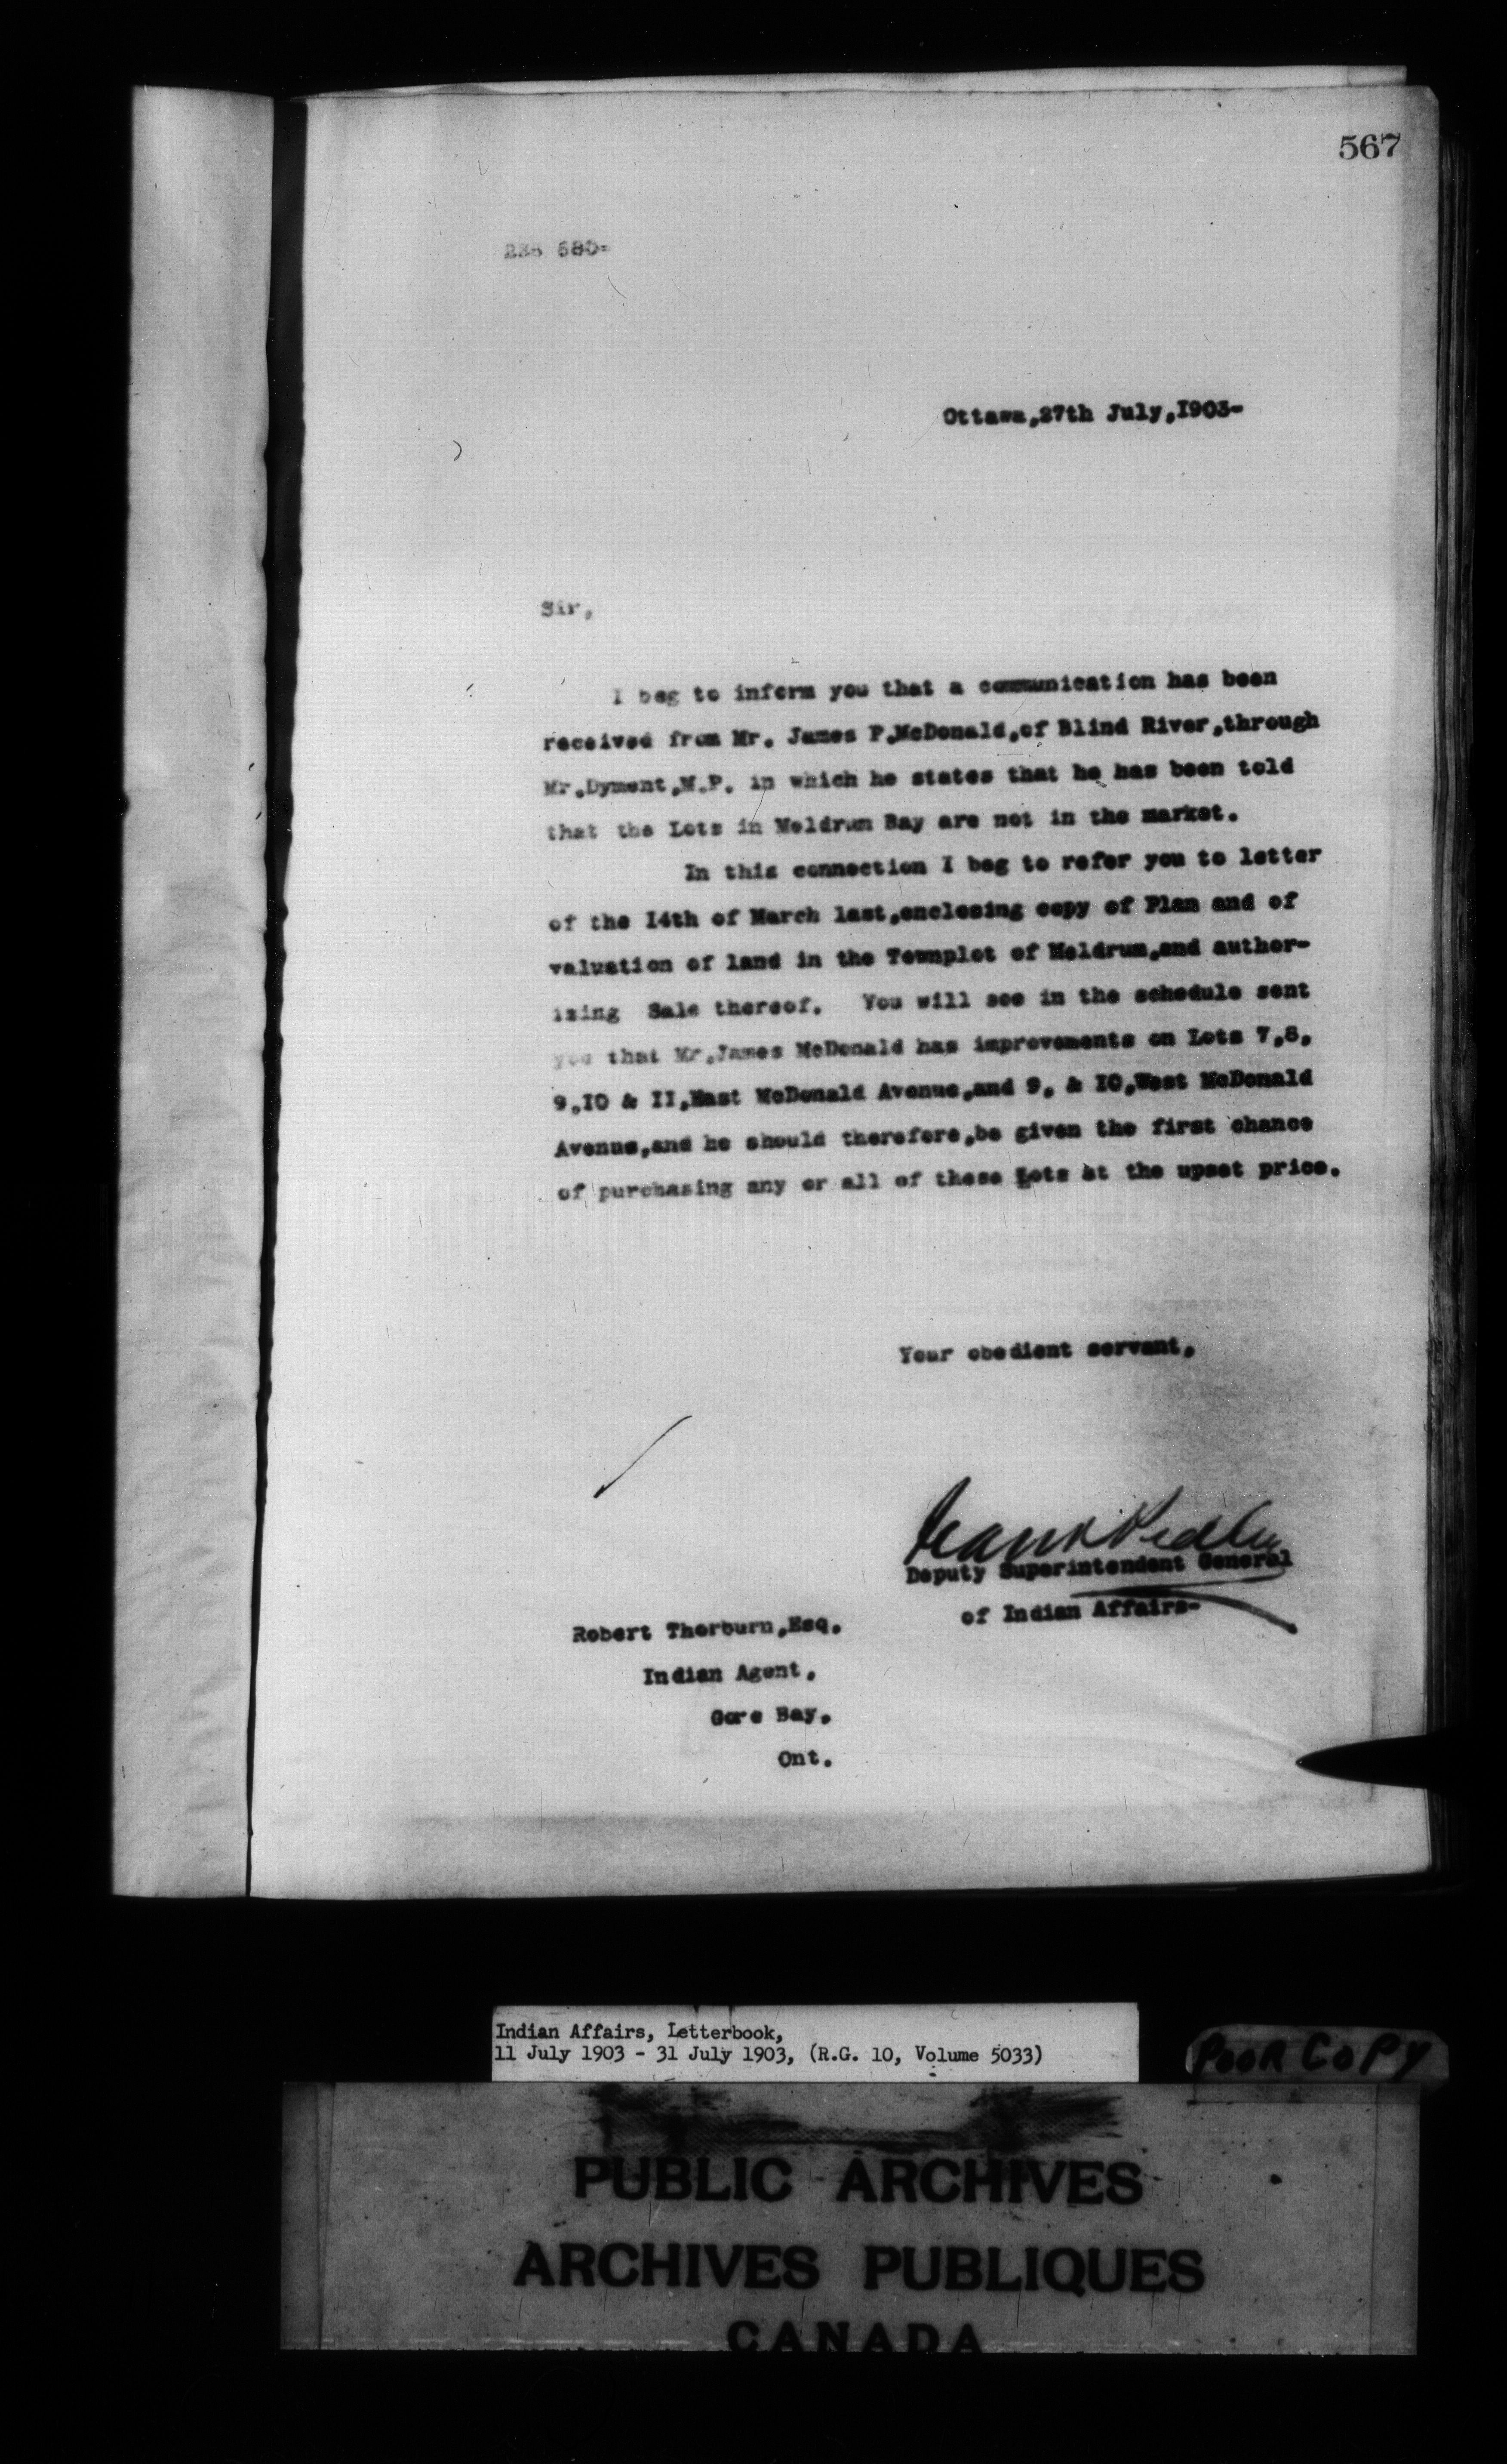 567
Ottawa,27th July,I903-
Sir,
I beg to inform you that a communication has been
received from Mr. James P.McDonald,of Blind River,through
Mr.Dyment,M.P. in which he states that he has been told
that the Lots in Meldrum Bay are not in the market.
In this connection I beg to refer you to letter
of the I4th of March last,enclosing copy of Plan and of
valuation of land in the Townplot of Meldrum,and author-
izing Sale thereof. You will see in the schedule sent
you that Mr.James McDonald has improvements on Lots 7,8,
9,IO & II,East McDonald Avenue,and 9, & IO,West McDonald
Avenue,and he should therefore,be given the first chance
of purchasing any or all of these Lots at the upset price.
Your obedient servant,
Frank Pedley
Deputy Superintendent General
of Indian Affairs-
Robert Thorburn,Esq.
Indian Agent,
Gore Bay,
Ont.
Indian Affairs, Letterbook,
11 July 1903 - 31 July 1903, (R.G. 10, Volume 5033)
POOR COPY
PUBLIC ARCHIVES
ARCHIVES PUBLIQUES
CANADA